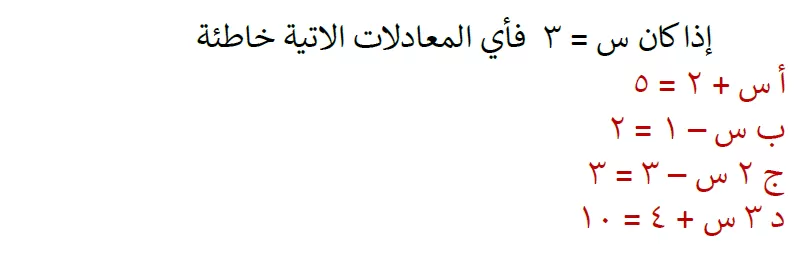 إذا كان س = ٣ فأي المعادلات الاتية خاطئة
أ س + ٢ = ٥
ب س – ١ = ٢
ج ٢ س – ٣ = ٣
د ٣ س + ٤ = ١٠